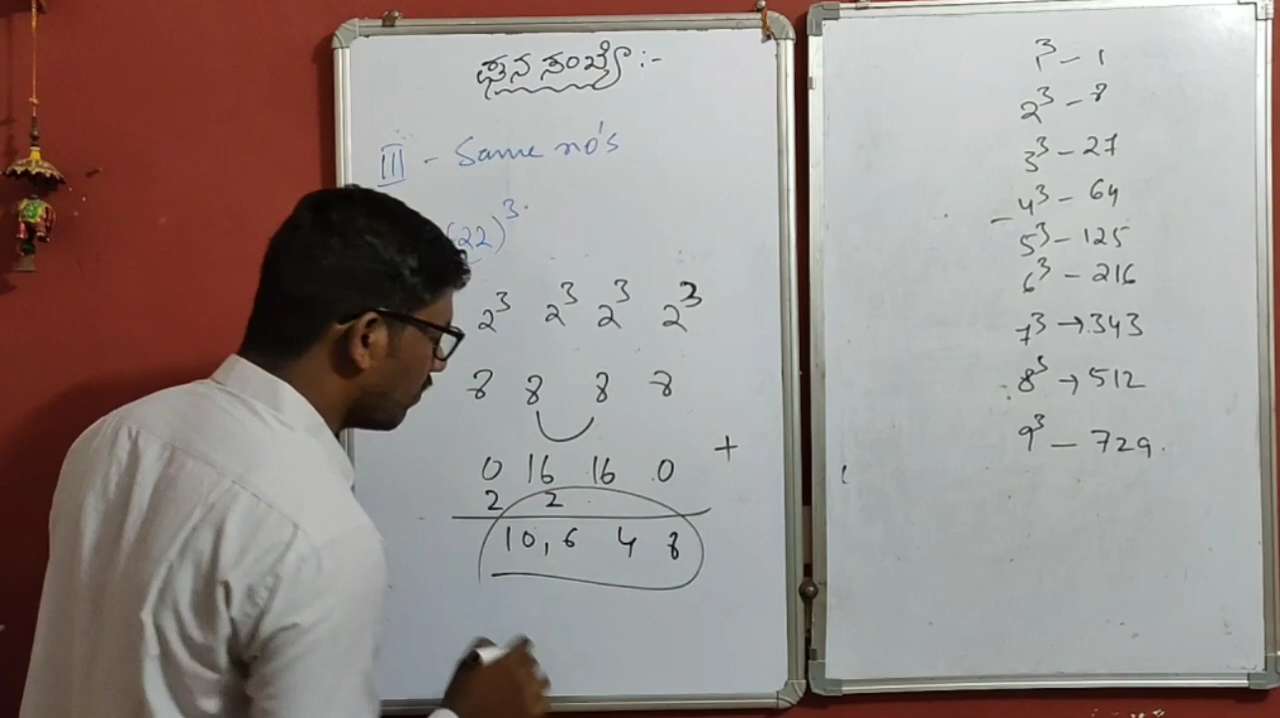 ಘನ ಸಂಖ್ಯೆ :-
III - Same no's
(22)³
2³ 2³ 2³ 2³
8 8 8 8
+
0 16 16 0
2 2
10,6 4 8
1³ - 1
2³ - 8
3³ - 27
4³ - 64
5³ - 125
6³ - 216
7³ → 343
8³ → 512
9³ - 729.